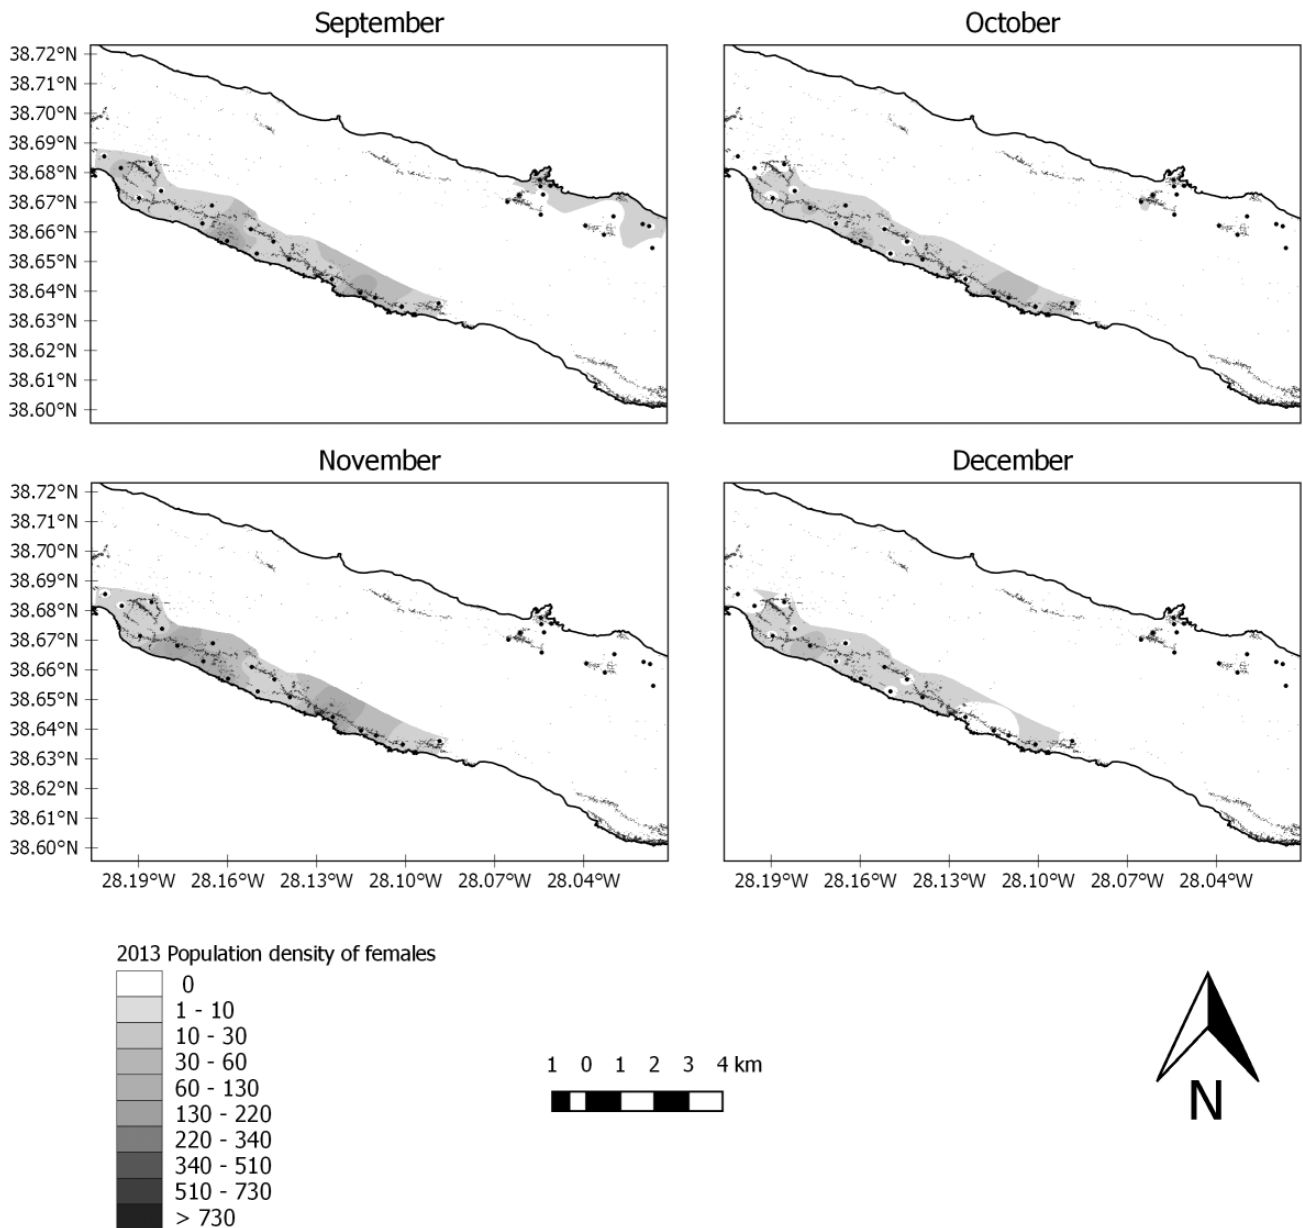 September
October
38.72°N
38.71°N
38.70°N
38.69°N
38.68°N
38.67°N
38.66°N
38.65°N
38.64°N
38.63°N
38.62°N
38.61°N
38.60°N
November
December
38.72°N
38.71°N
38.70°N
38.69°N
38.68°N
38.67°N
38.66°N
38.65°N
38.64°N
38.63°N
38.62°N
38.61°N
38.60°N
28.19°W 28.16°W 28.13°W 28.10°W 28.07°W 28.04°W
28.19°W 28.16°W 28.13°W 28.10°W 28.07°W 28.04°W
2013 Population density of females
0
1 - 10
10 - 30
30 - 60
60 - 130
130 - 220
220 - 340
340 - 510
510 - 730
> 730
1 0 1 2 3 4 km
N